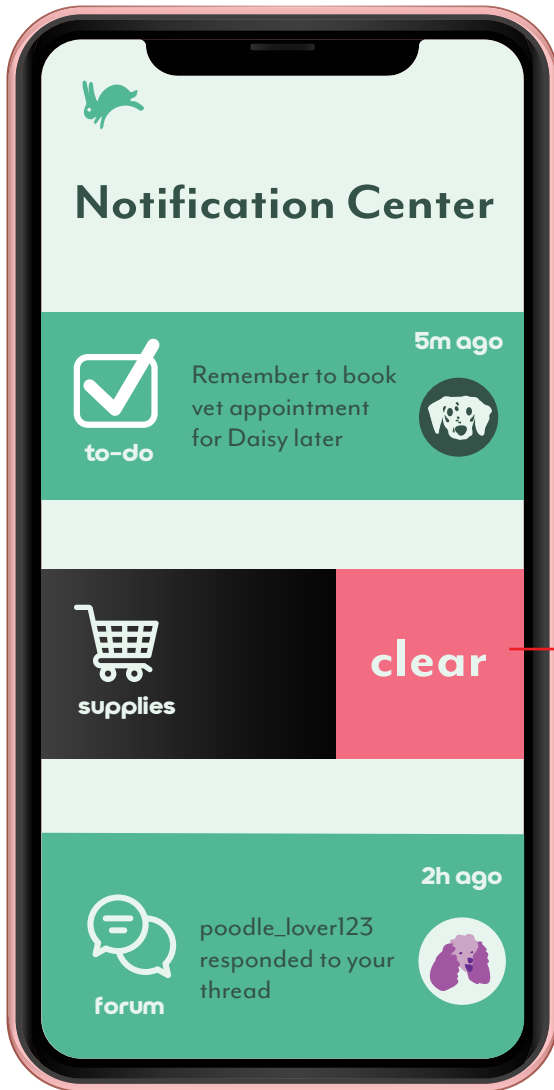 Notification Center
5m ago
Remember to book
vet appointment
for Daisy later
to-do
clear
supplies
2h ago
poodle_lover123
responded to your
thread
forum